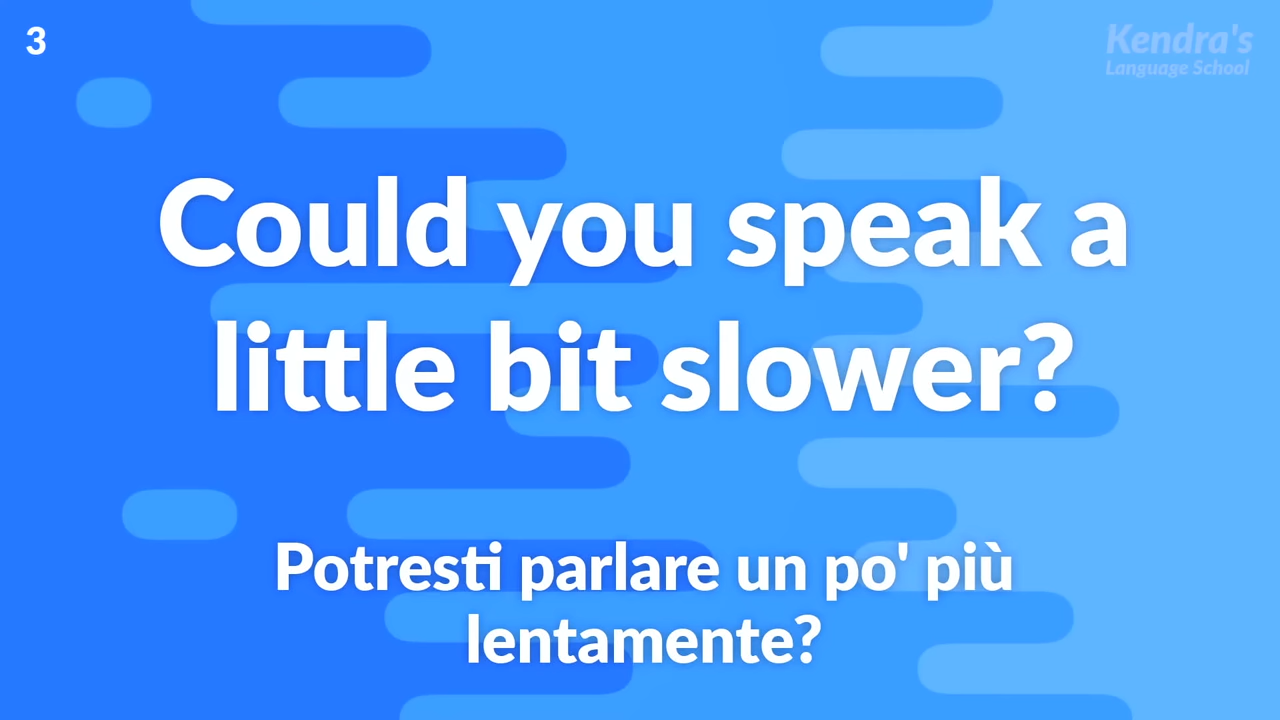 3
Kendra's
Language School
Could you speak a
little bit slower?
Potresti parlare un po' più
lentamente?